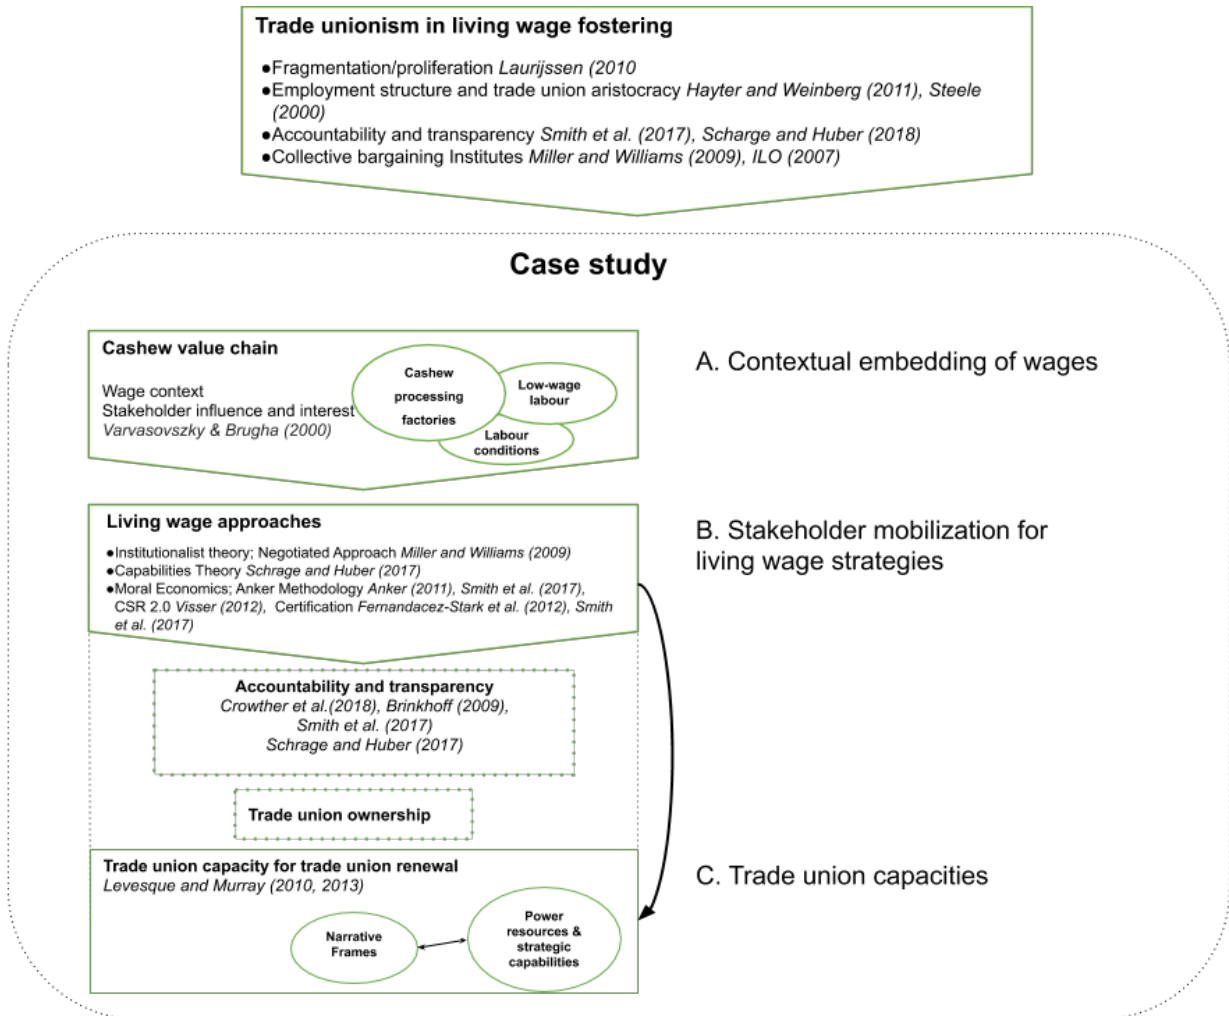 Trade unionism in living wage fostering
●Fragmentation/proliferation Laurijssen (2010
●Employment structure and trade union aristocracy Hayter and Weinberg (2011), Steele
(2000)
●Accountability and transparency Smith et al. (2017), Scharge and Huber (2018)
●Collective bargaining Institutes Miller and Williams (2009), ILO (2007)
Case study
Cashew value chain
Wage context
Stakeholder influence and interest
Varvasovszky & Brugha (2000)
Cashew
processing
factories
Low-wage
labour
Labour
conditions
A. Contextual embedding of wages
Living wage approaches
●Institutionalist theory; Negotiated Approach Miller and Williams (2009)
●Capabilities Theory Schrage and Huber (2017)
●Moral Economics; Anker Methodology Anker (2011), Smith et al. (2017),
CSR 2.0 Visser (2012), Certification Fernandacez-Stark et al. (2012), Smith
et al. (2017)
B. Stakeholder mobilization for
living wage strategies
Accountability and transparency
Crowther et al.(2018), Brinkhoff (2009),
Smith et al. (2017)
Schrage and Huber (2017)
Trade union ownership
Trade union capacity for trade union renewal
Levesque and Murray (2010, 2013)
Narrative
Frames
Power
resources &
strategic
capabilities
C. Trade union capacities